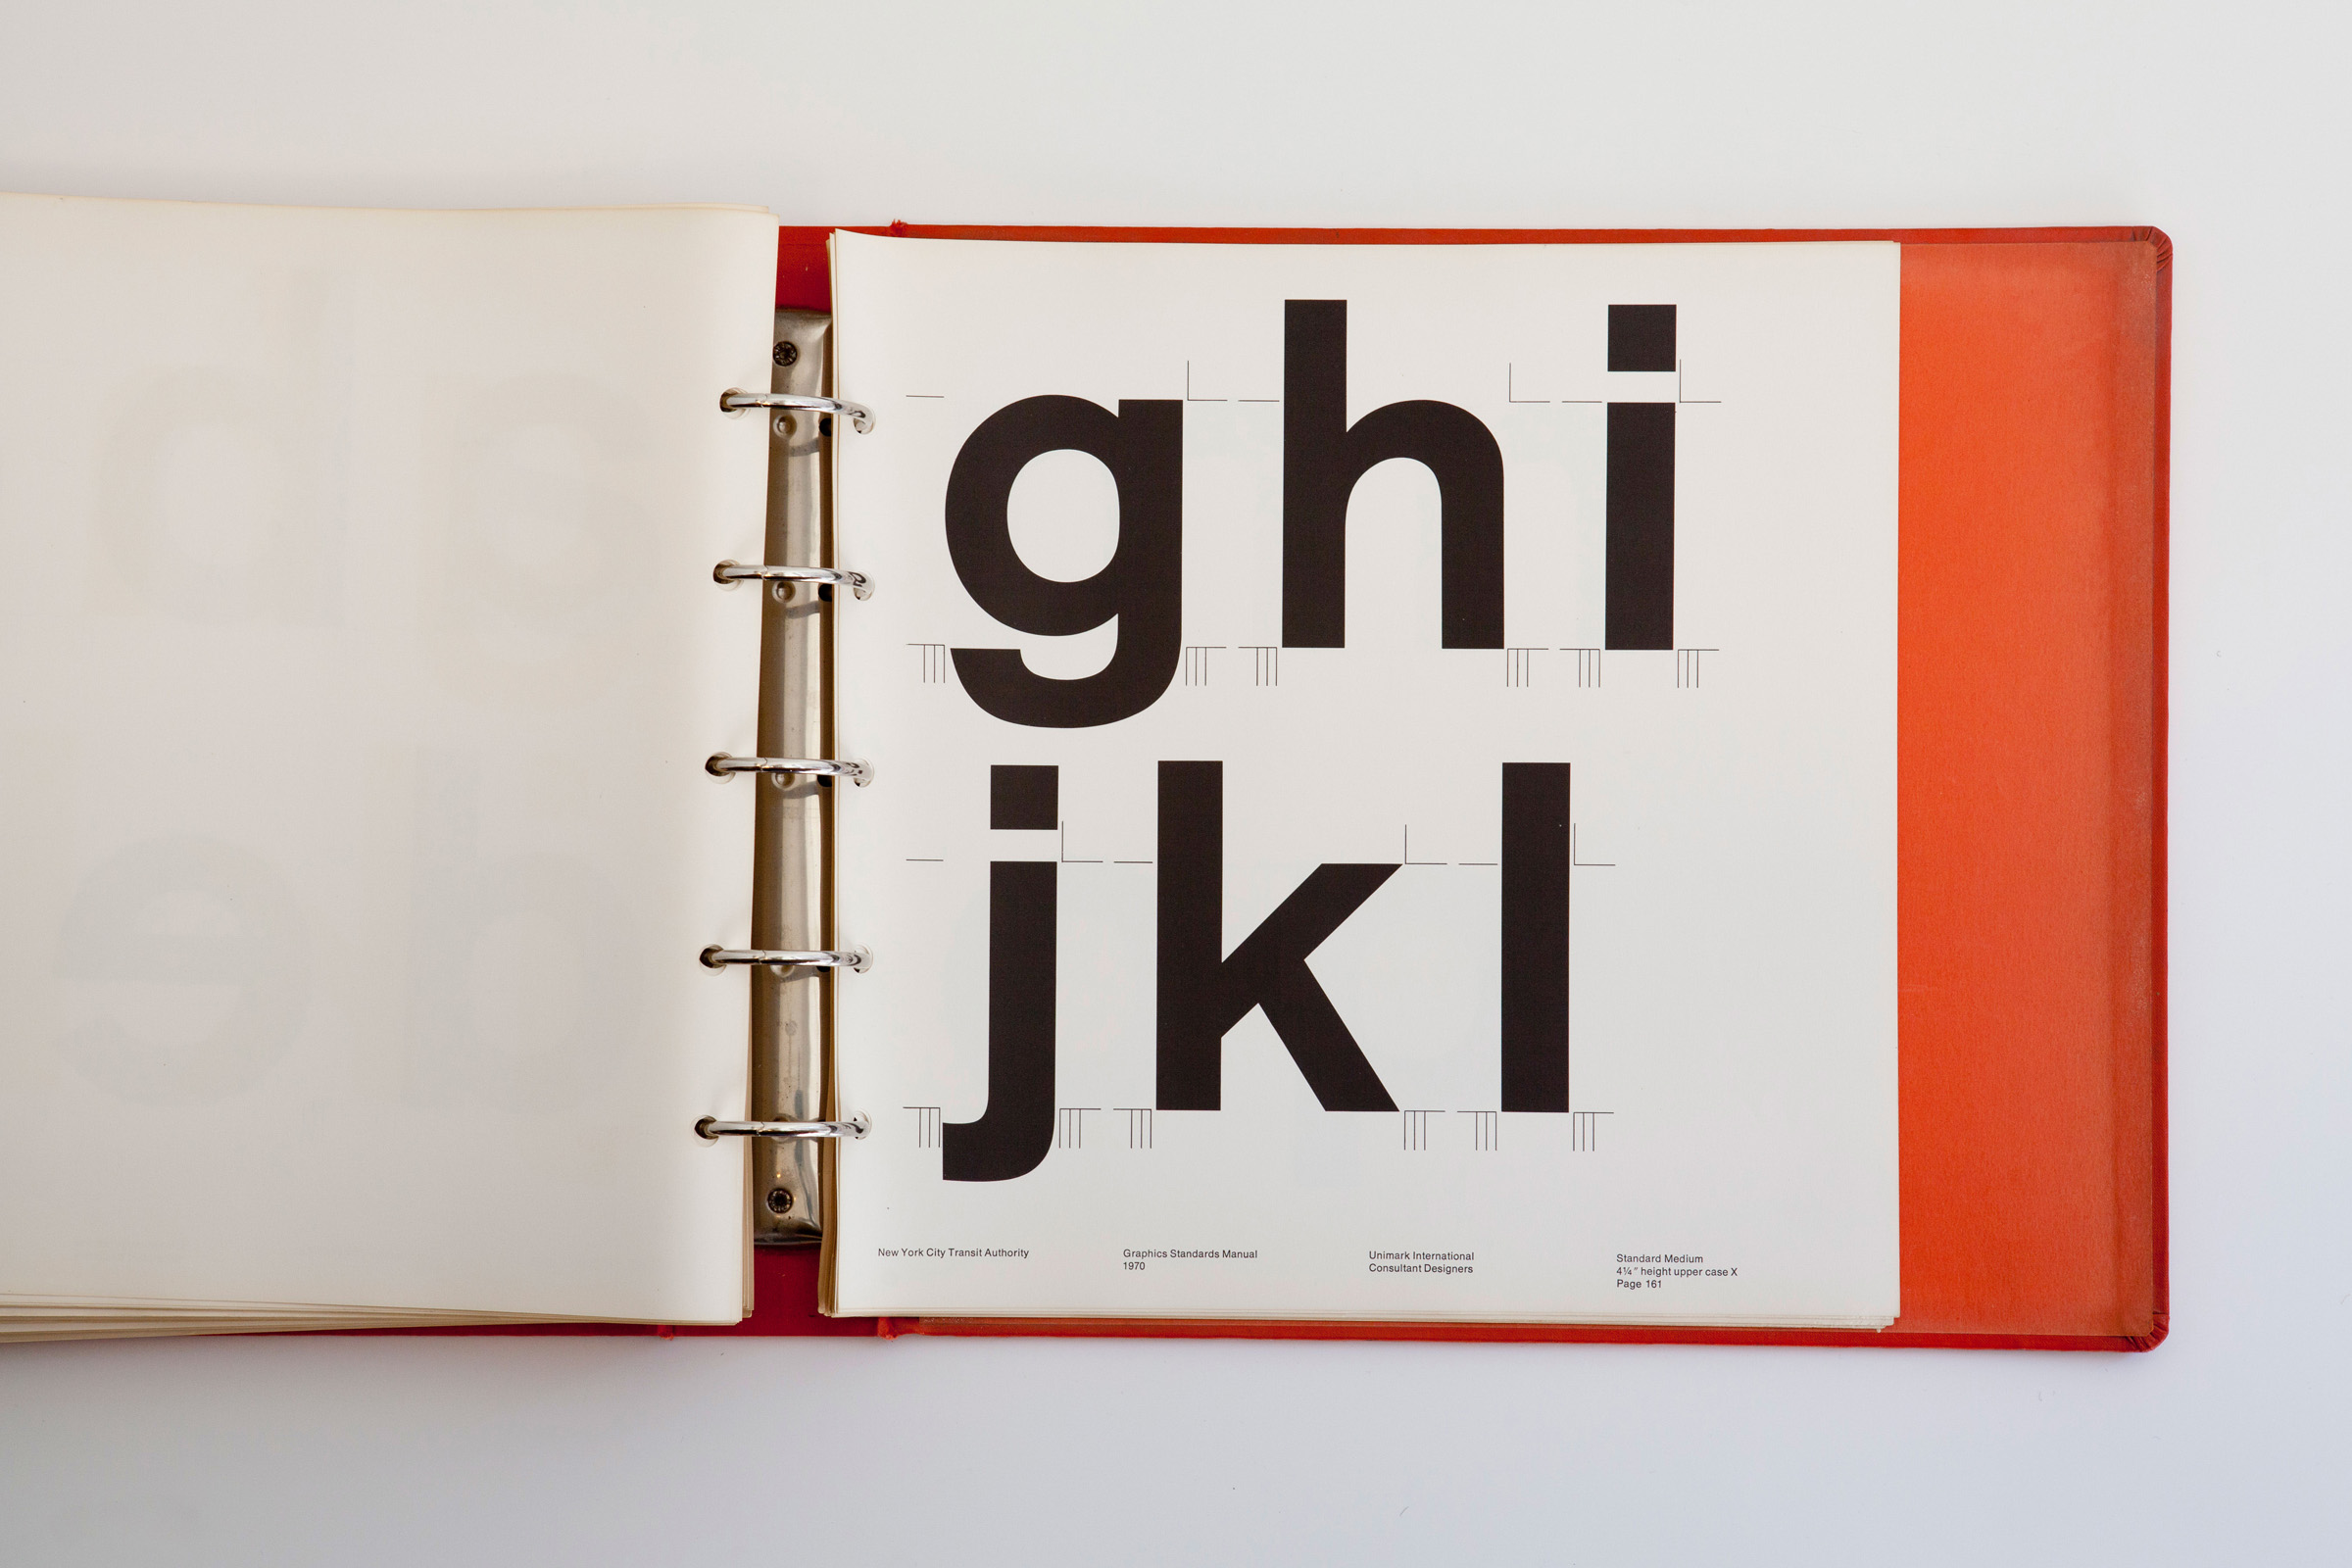 ghi
jkl
New York City Transit Authority
Graphics Standards Manual
1970
Unimark International
Consultant Designers
Standard Medium
4¼" height upper case X
Page 161